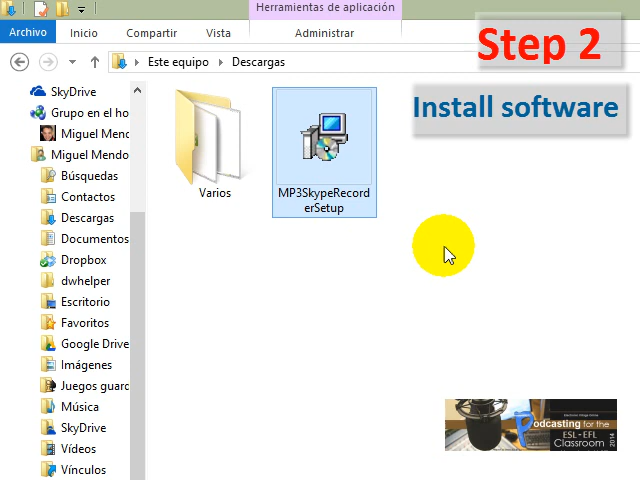 Herramientas de aplicación
Archivo
Inicio
Compartir
Vista
Administrar
Este equipo
Descargas
Step 2
Install software
SkyDrive
Grupo en el ho
Miguel Mend
Miguel Mendo
Búsquedas
Contactos
Descargas
Documentos
Dropbox
dwhelper
Escritorio
Favoritos
Google Drive
Imágenes
Juegos guard
Música
SkyDrive
Vídeos
Vínculos
Varios
MP3SkypeRecord
erSetup
Podcasting for the
ESL - EFL
Classroom
2014